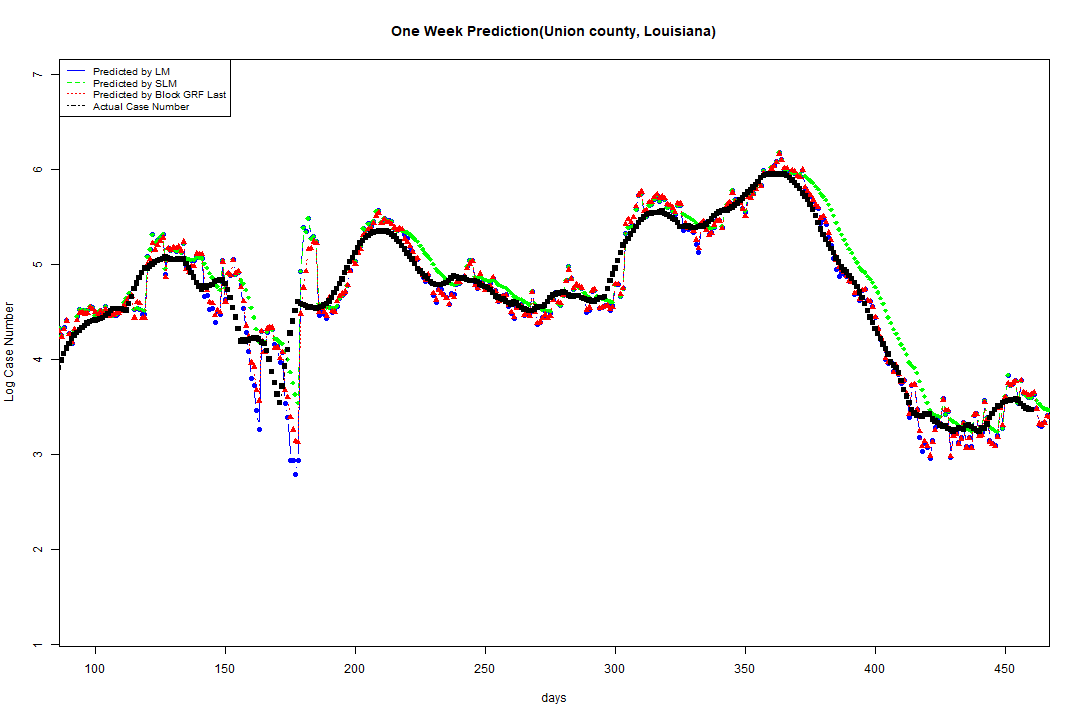 One Week Prediction(Union county, Louisiana)
Predicted by LM
Predicted by SLM
Predicted by Block GRF Last
Actual Case Number
7
6
5
4
3
2
1
Log Case Number
100 150 200 250 300 350 400 450
days